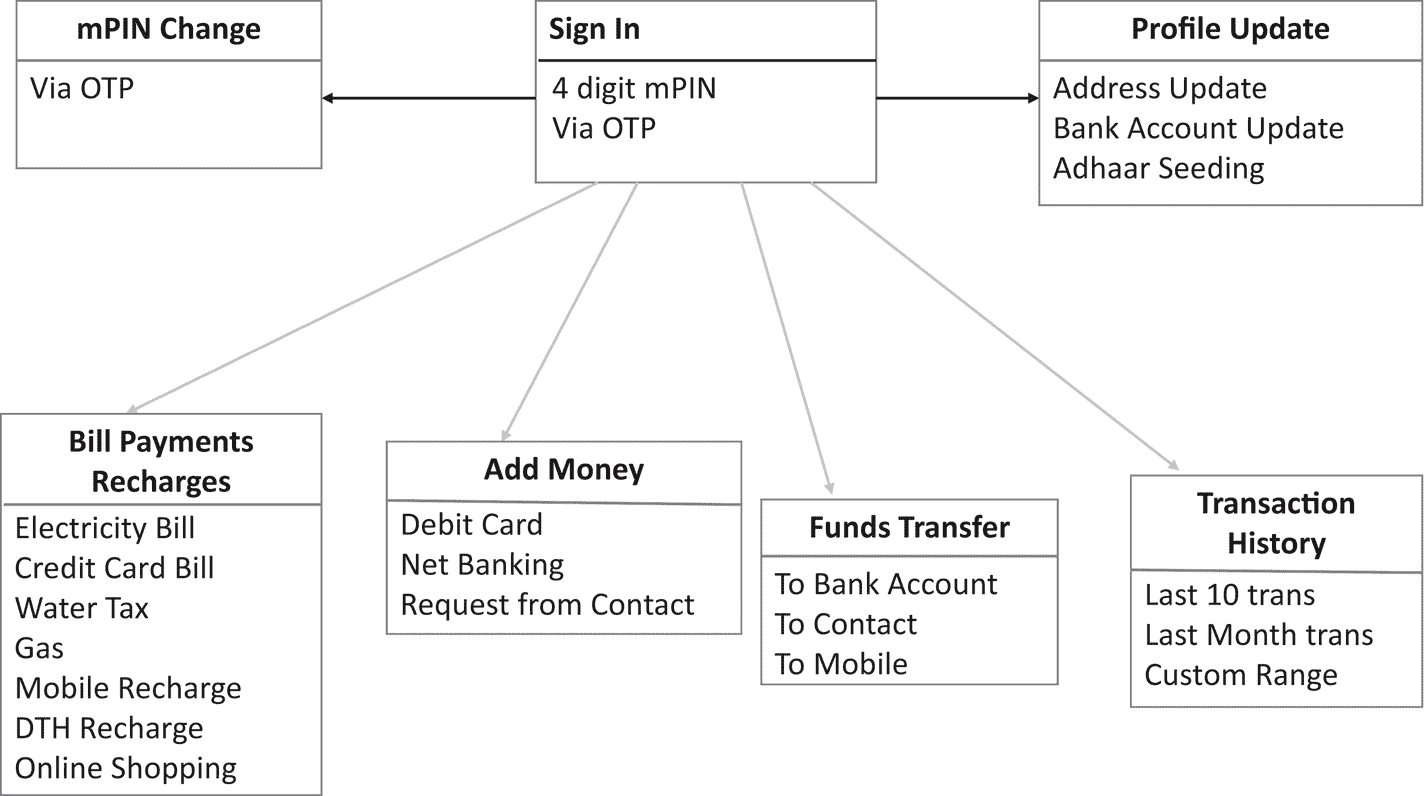 mPIN Change
Via OTP
Sign In
4 digit mPIN
Via OTP
Profile Update
Address Update
Bank Account Update
Adhaar Seeding
Bill Payments
Recharges
Electricity Bill
Credit Card Bill
Water Tax
Gas
Mobile Recharge
DTH Recharge
Online Shopping
Add Money
Debit Card
Net Banking
Request from Contact
Funds Transfer
To Bank Account
To Contact
To Mobile
Transaction
History
Last 10 trans
Last Month trans
Custom Range